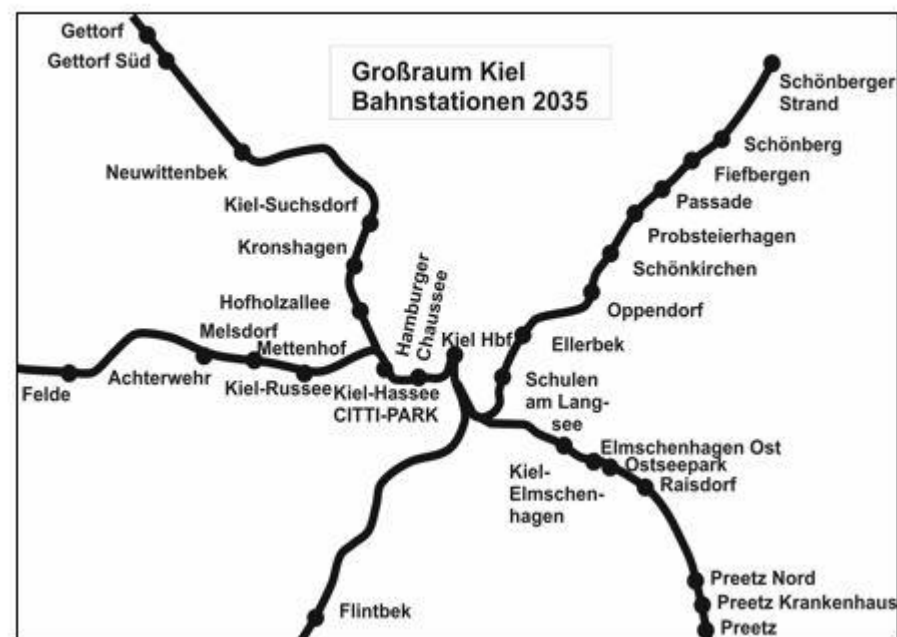 Großraum Kiel
Bahnstationen 2035
Gettorf
Gettorf Süd
Neuwittenbek
Kiel-Suchsdorf
Kronshagen
Hofholzallee
Hamburger
Chaussee
Kiel Hbf
Melsdorf
Mettenhof
Felde
Achterwehr
Kiel-Russee
Kiel-Hassee
CITTI-PARK
Schönberger
Strand
Schönberg
Fiefbergen
Passade
Probsteierhagen
Schönkirchen
Oppendorf
Ellerbek
Schulen
am Lang-
see
Elmschenhagen Ost
Ostseepark
Raisdorf
Kiel-
Elmschen-
hagen
Preetz Nord
Preetz Krankenhaus
Preetz
Flintbek